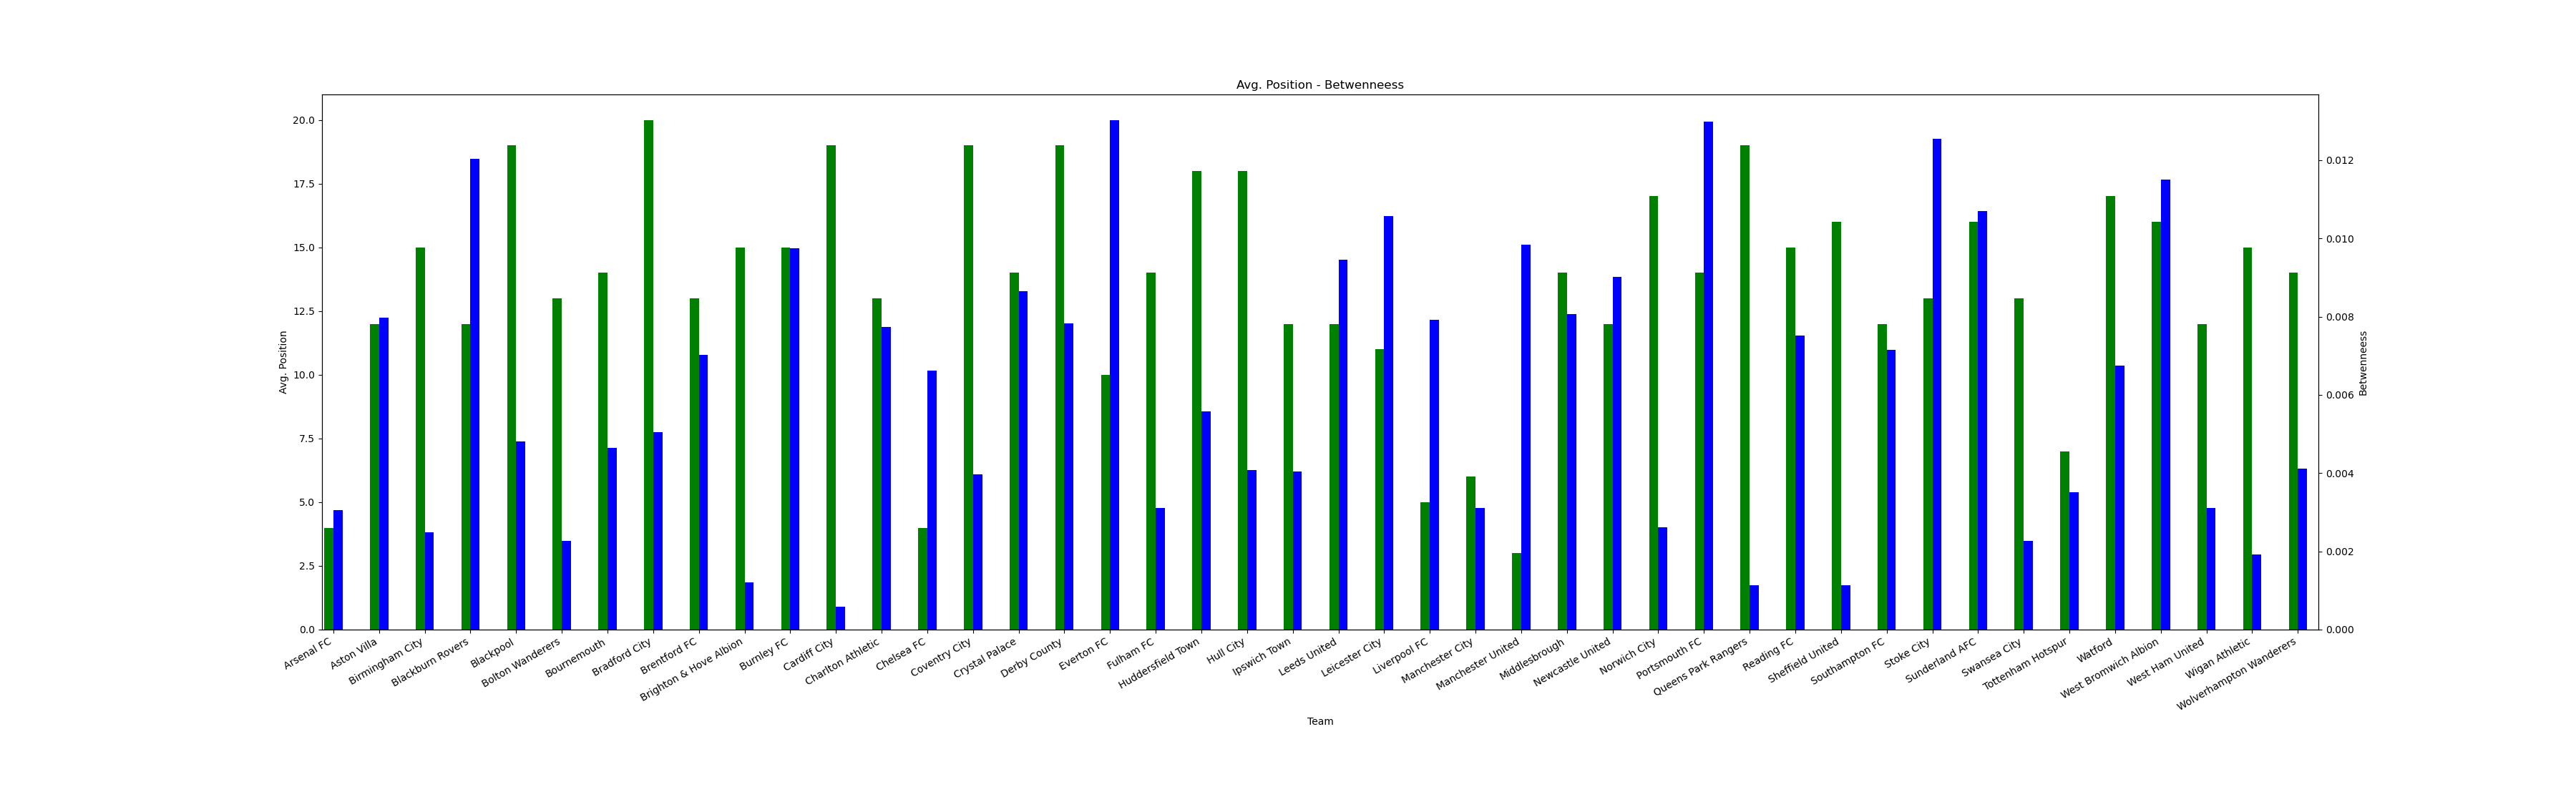 Avg. Position - Betwenneess
20.0
17.5
15.0
12.5
10.0
7.5
5.0
2.5
0.0
Avg. Position
0.012
0.010
0.008
0.006
0.004
0.002
0.000
Betwenneess
Arsenal FC
Aston Villa
Birmingham City
Blackburn Rovers
Blackpool
Bolton Wanderers
Bournemouth
Bradford City
Brentford FC
Brighton & Hove Albion
Burnley FC
Cardiff City
Charlton Athletic
Chelsea FC
Coventry City
Crystal Palace
Derby County
Everton FC
Fulham FC
Huddersfield Town
Hull City
Ipswich Town
Leeds United
Leicester City
Liverpool FC
Manchester City
Manchester United
Middlesbrough
Newcastle United
Norwich City
Portsmouth FC
Queens Park Rangers
Reading FC
Sheffield United
Southampton FC
Stoke City
Sunderland AFC
Swansea City
Tottenham Hotspur
Watford
West Bromwich Albion
West Ham United
Wigan Athletic
Wolverhampton Wanderers
Team